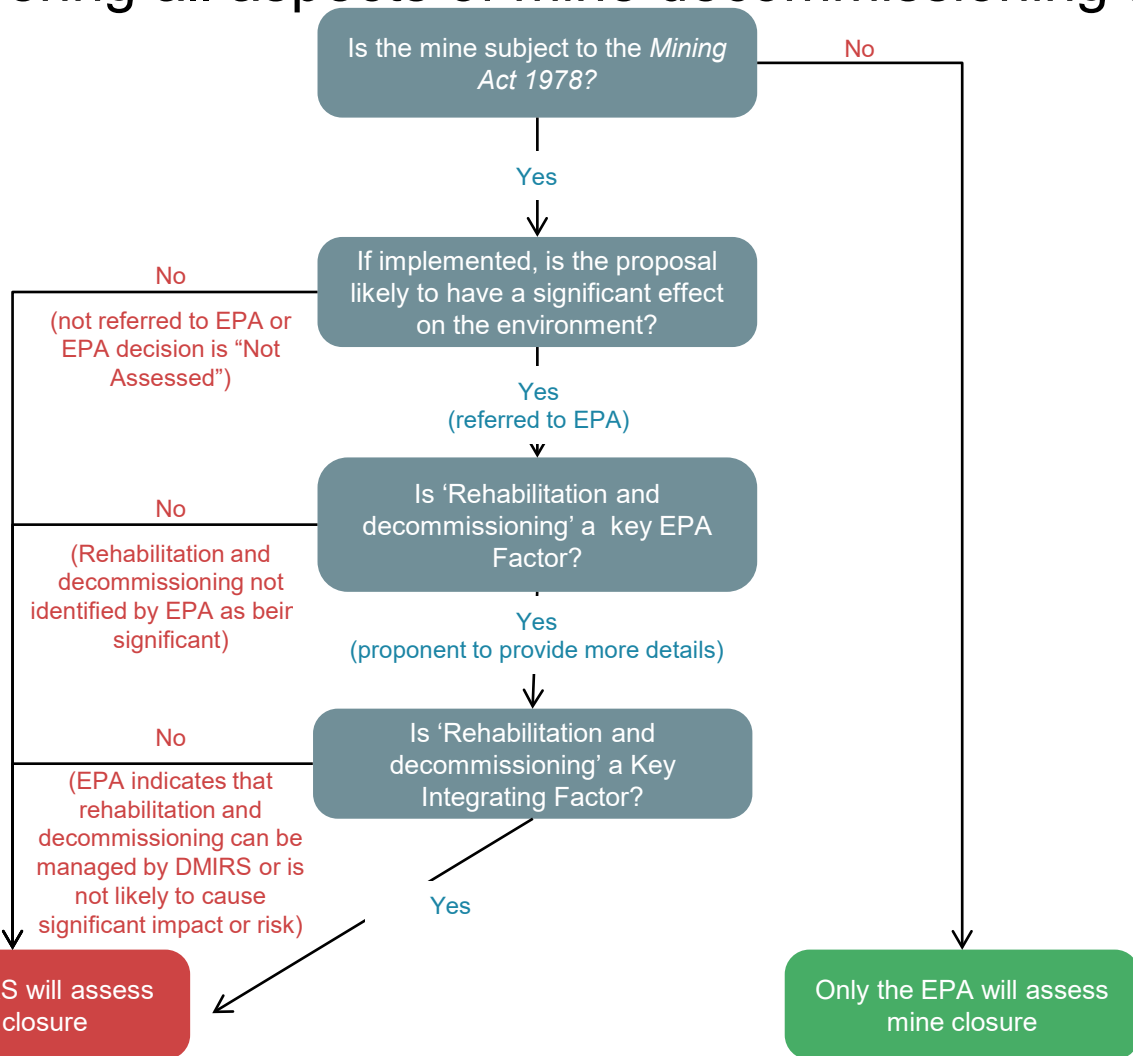 Is the mine subject to the Mining
Act 1978?
No
Yes
If implemented, is the proposal
likely to have a significant effect
on the environment?
No
(not referred to EPA or
EPA decision is “Not
Assessed”)
Yes
(referred to EPA)
Is ‘Rehabilitation and
decommissioning’ a key EPA
Factor?
No
(Rehabilitation and
decommissioning not
identified by EPA as
significant)
Yes
(proponent to provide more details)
Is ‘Rehabilitation and
decommissioning’ a Key
Integrating Factor?
No
(EPA indicates that
rehabilitation and
decommissioning can be
managed by DMIRS or is
not likely to cause
significant impact or risk)
Yes
S will assess
closure
Only the EPA will assess
mine closure